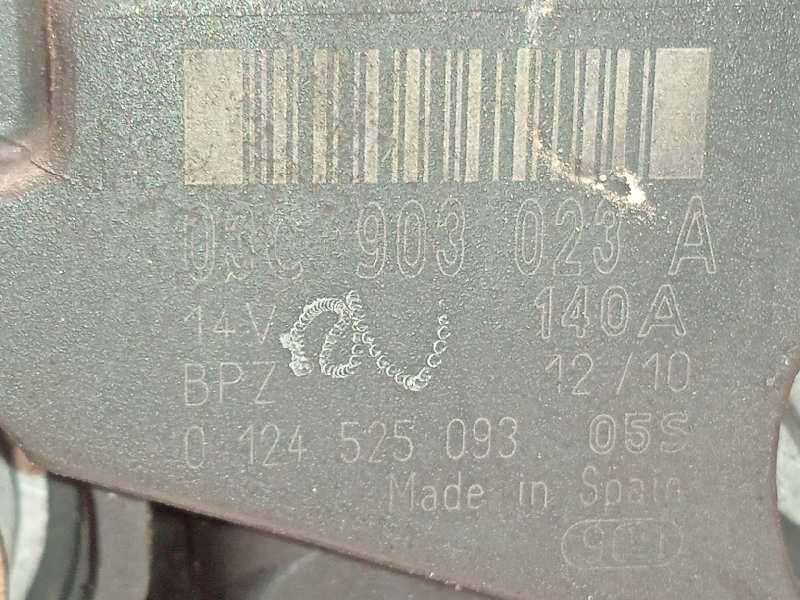 03C 903 023 A
14V 140A
BPZ 12/10
0 124 525 093 05S
Made in Spain